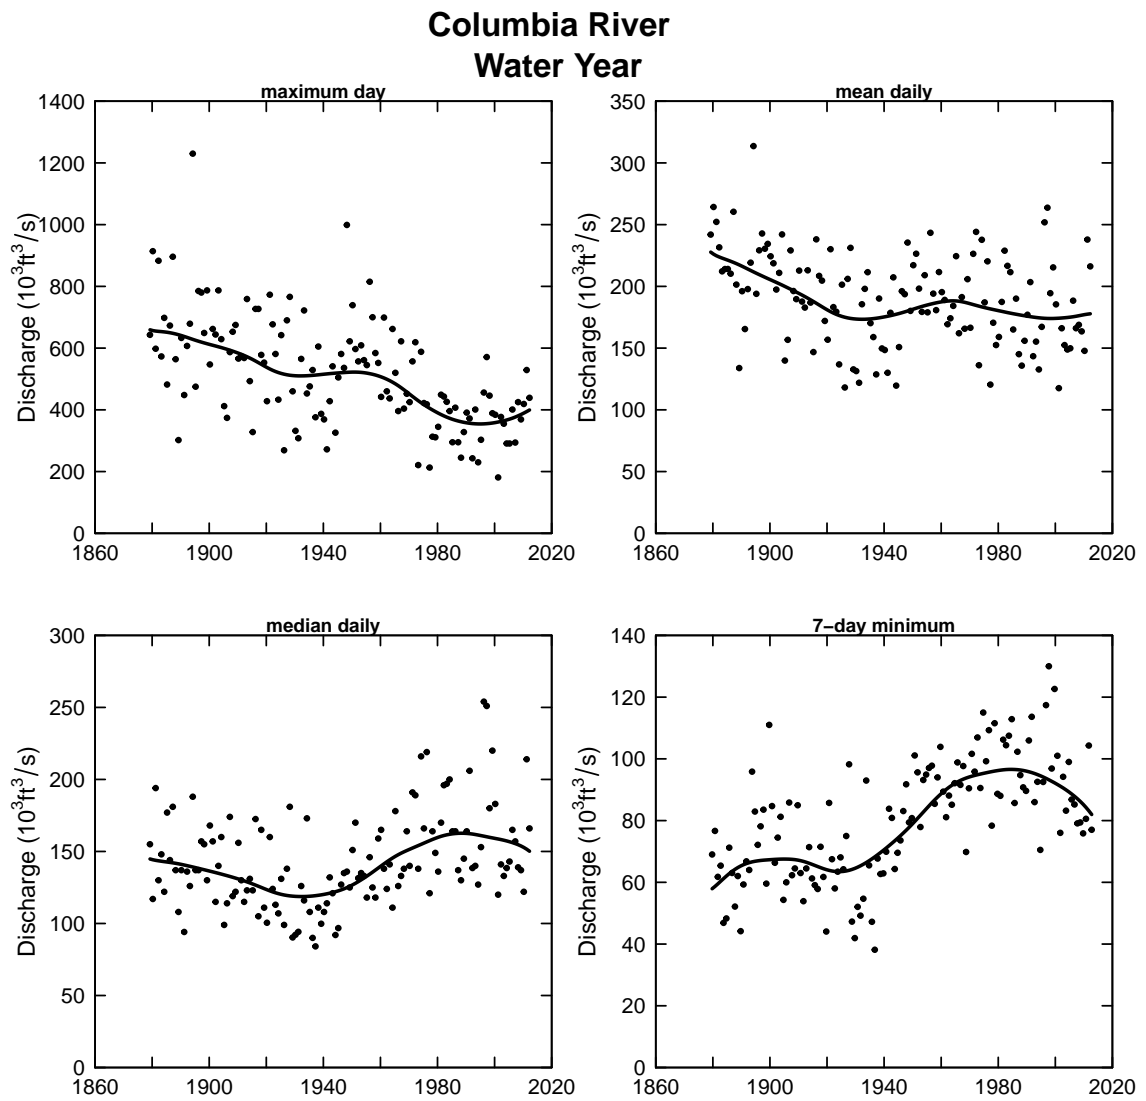 Columbia River
Water Year
maximum day
1400
1200
1000
800
600
400
200
0
Discharge (10³ft³/s)
1860 1900 1940 1980 2020
mean daily
350
300
250
200
150
100
50
0
Discharge (10³ft³/s)
1860 1900 1940 1980 2020
median daily
300
250
200
150
100
50
0
Discharge (10³ft³/s)
1860 1900 1940 1980 2020
7−day minimum
140
120
100
80
60
40
20
0
Discharge (10³ft³/s)
1860 1900 1940 1980 2020